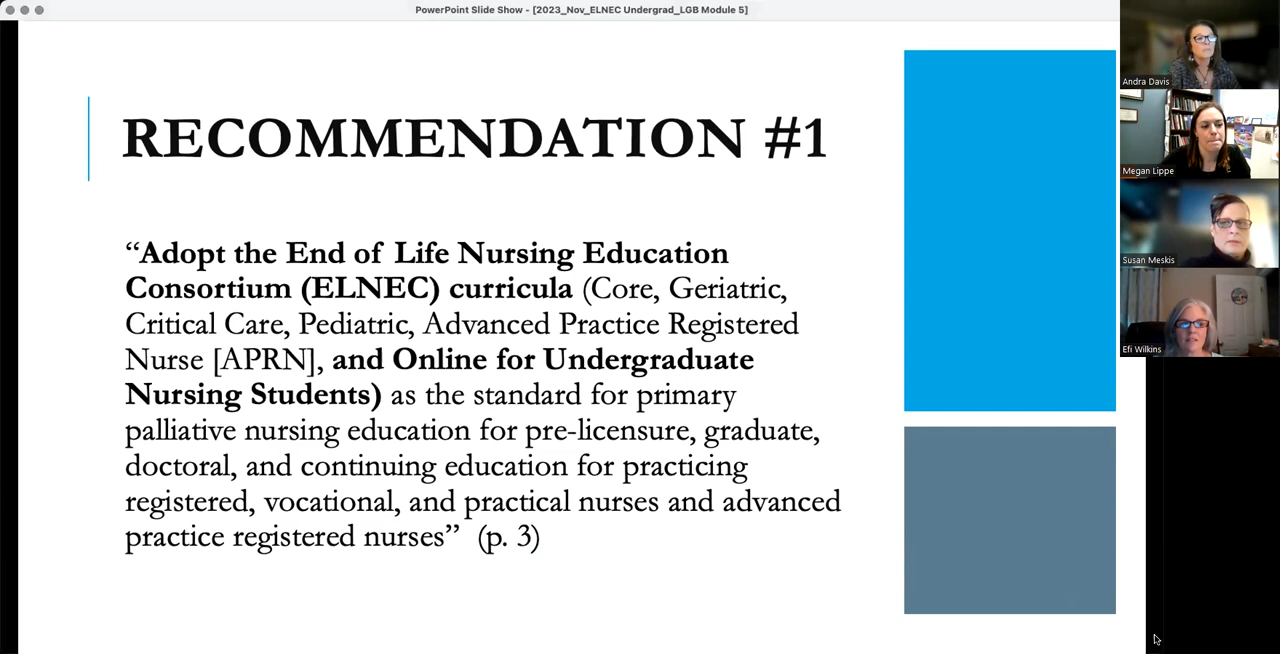 PowerPoint Slide Show - [2023_Nov_ELNEC Undergrad_LGB Module 5]
RECOMMENDATION #1
“Adopt the End of Life Nursing Education
Consortium (ELNEC) curricula (Core, Geriatric,
Critical Care, Pediatric, Advanced Practice Registered
Nurse [APRN], and Online for Undergraduate
Nursing Students) as the standard for primary
palliative nursing education for pre-licensure, graduate,
doctoral, and continuing education for practicing
registered, vocational, and practical nurses and advanced
practice registered nurses” (p. 3)
Andra Davis
Megan Lippe
Susan Meskis
Efi Wilkins